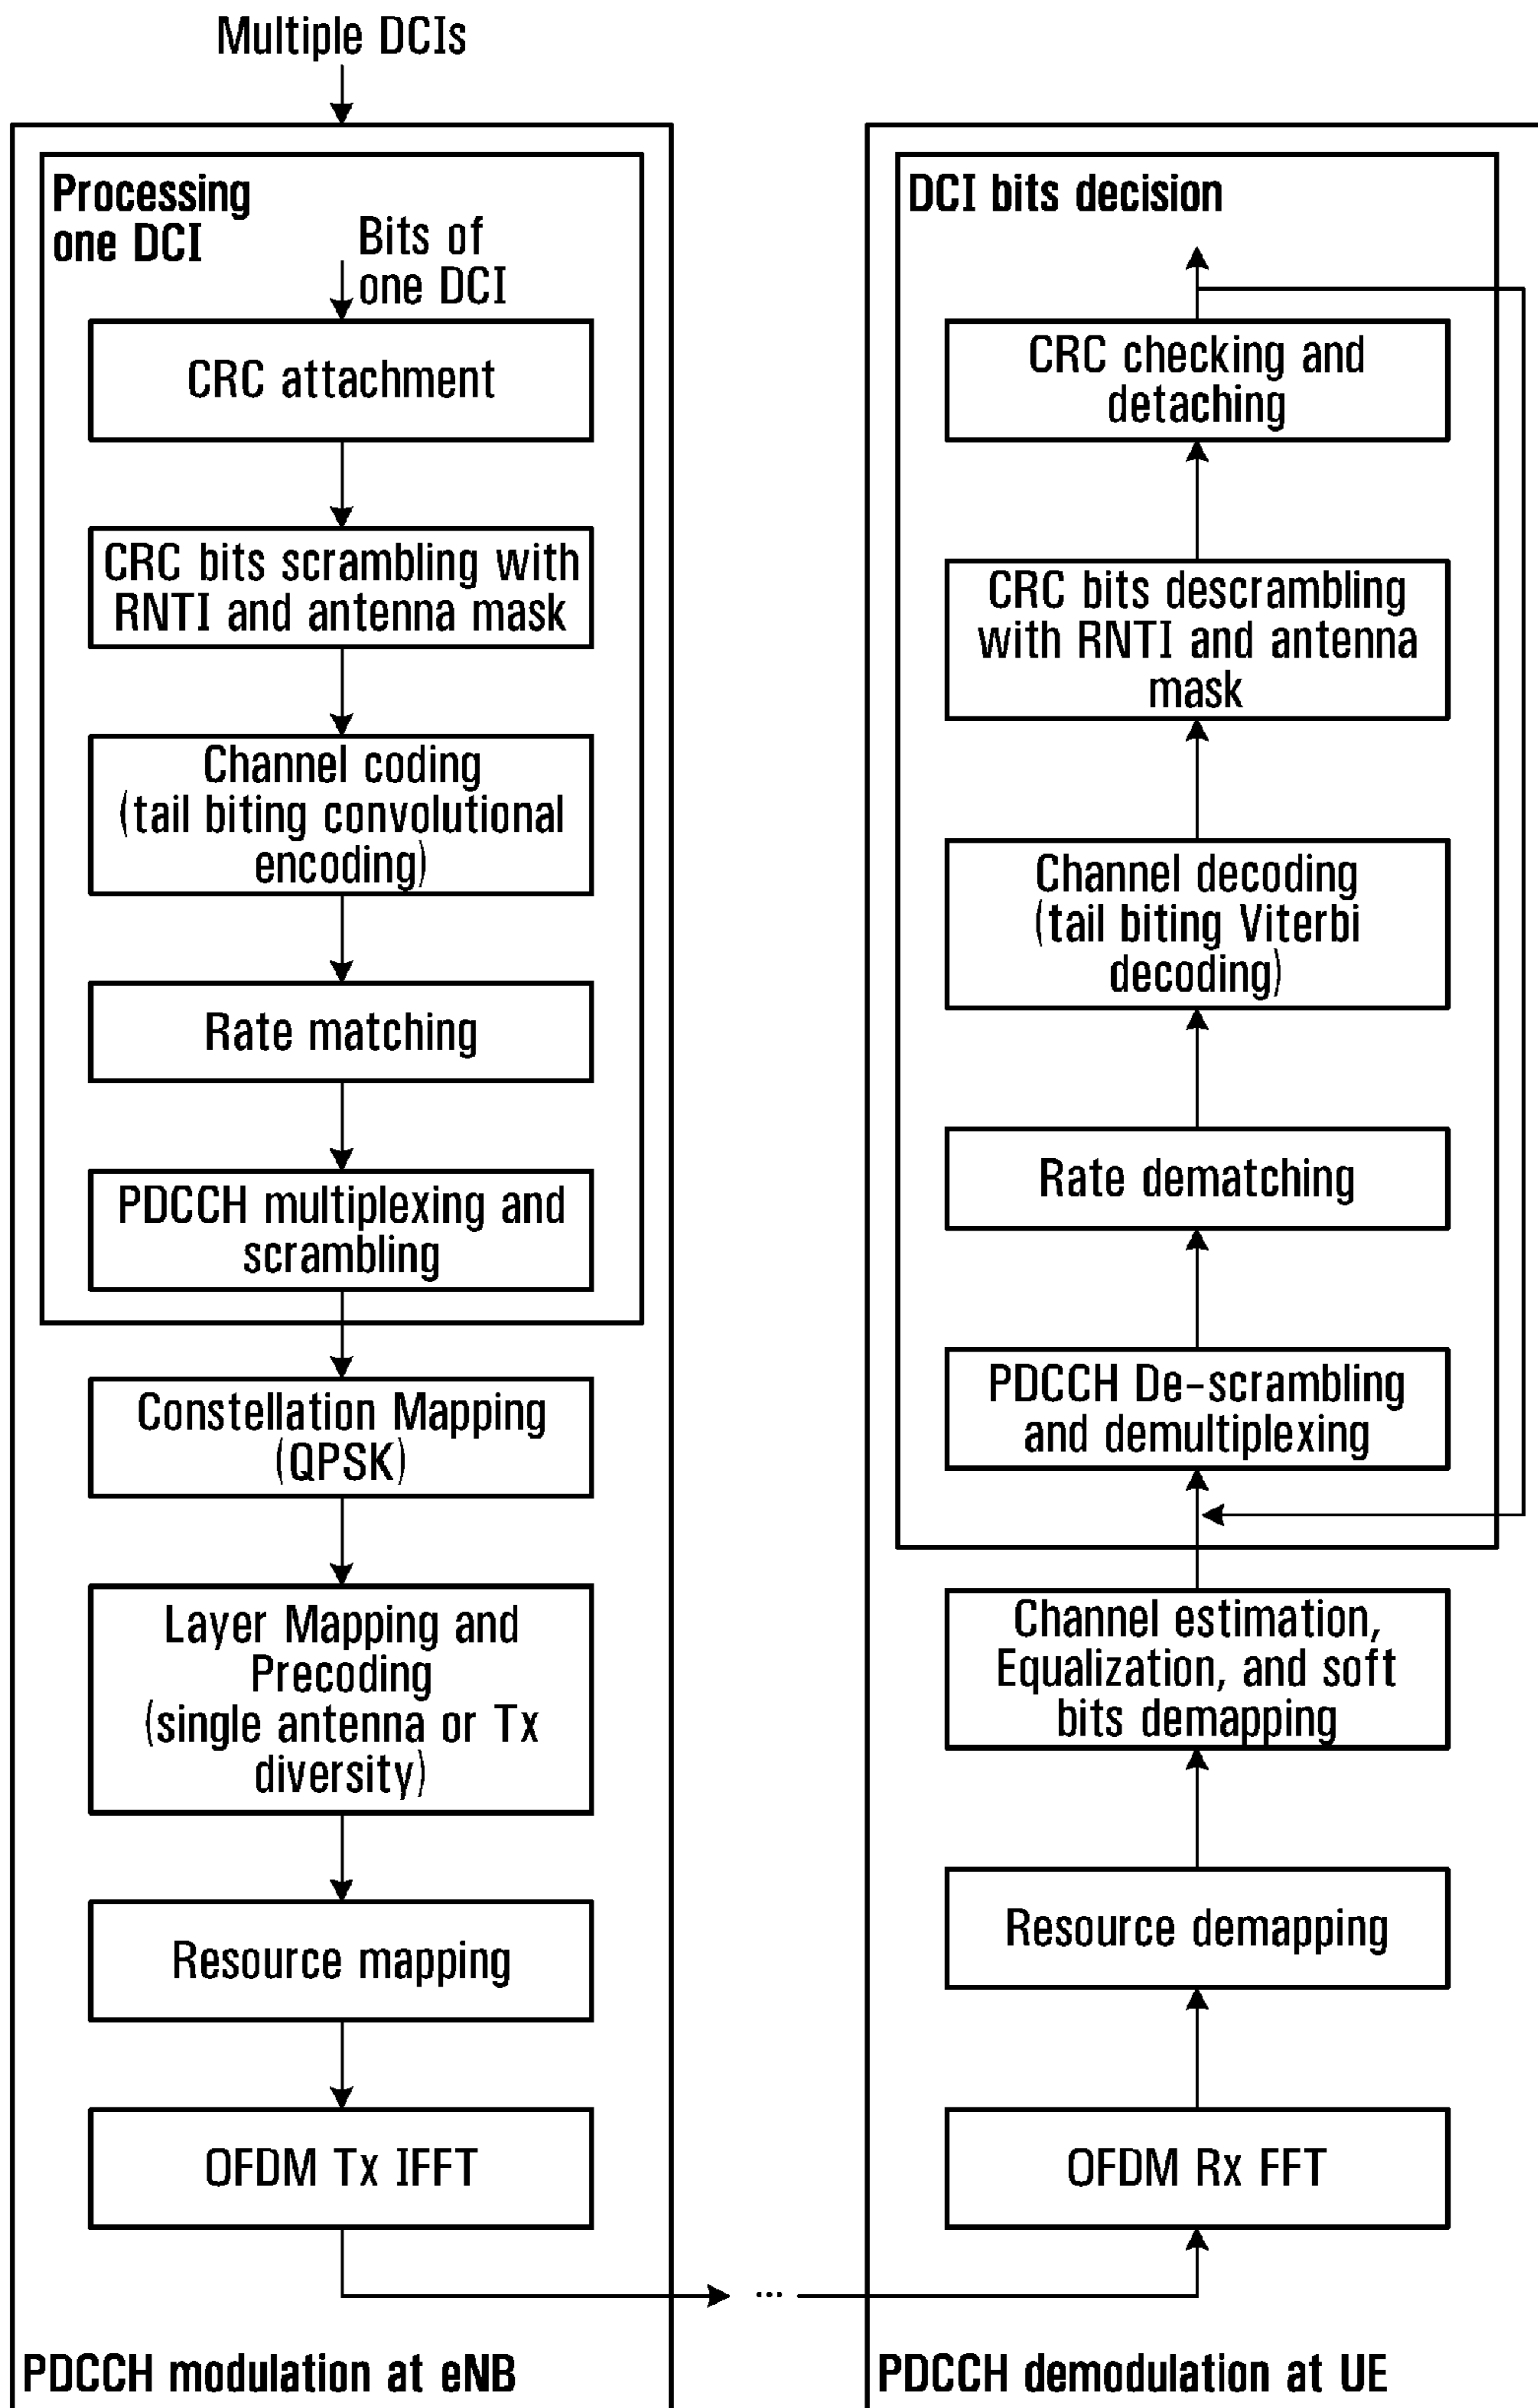 Multiple DCIs
Processing
one DCI
Bits of
one DCI
CRC attachment
CRC bits scrambling with
RNTI and antenna mask
Channel coding
(tail biting convolutional
encoding)
Rate matching
PDCCH multiplexing and
scrambling
Constellation Mapping
(QPSK)
Layer Mapping and
Precoding
(single antenna or Tx
diversity)
Resource mapping
OFDM Tx IFFT
PDCCH modulation at eNB
...
DCI bits decision
CRC checking and
detaching
CRC bits descrambling
with RNTI and antenna
mask
Channel decoding
(tail biting Viterbi
decoding)
Rate dematching
PDCCH De-scrambling
and demultiplexing
Channel estimation,
Equalization, and soft
bits demapping
Resource demapping
OFDM Rx FFT
PDCCH demodulation at UE